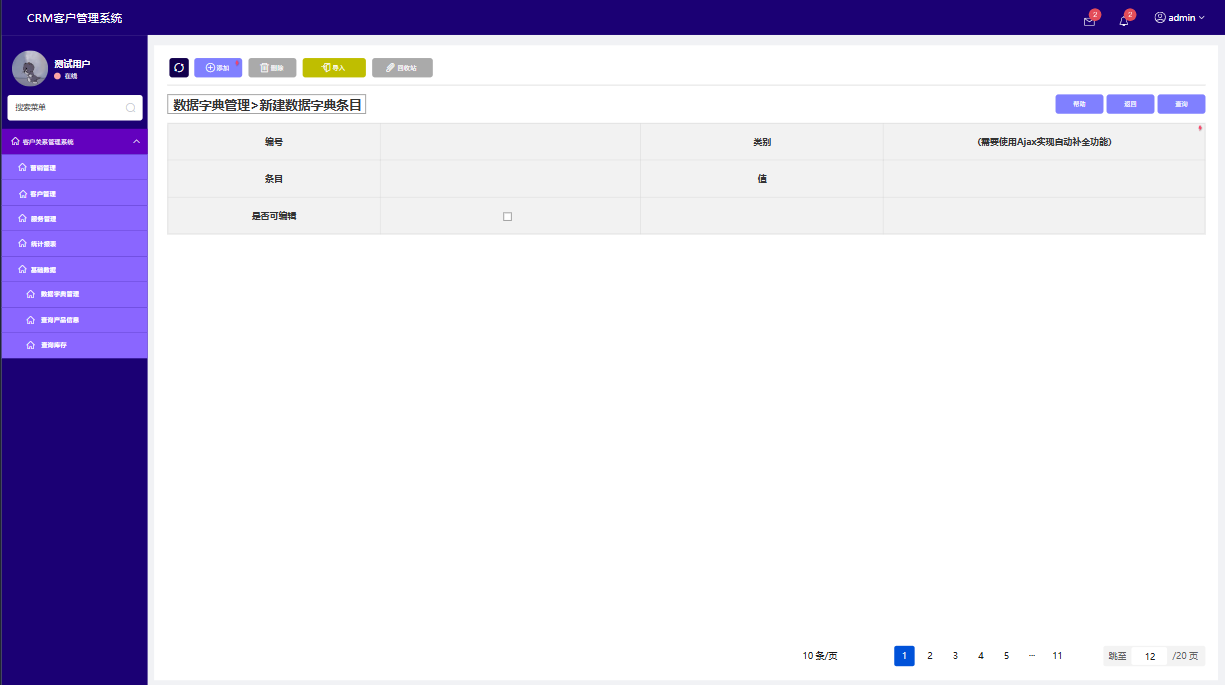 CRM客户管理系统
2
2
admin
测试用户
在线
搜索菜单
客户关系管理系统
营销管理
客户管理
服务管理
统计报表
基础数据
数据字典管理
查询产品信息
查询库存
添加
删除
导入
回收站
数据字典管理>新建数据字典条目
帮助
返回
查询
编号
类别
(需要使用Ajax实现自动补全功能)
条目
值
是否可编辑
10 条/页
1 2 3 4 5 ··· 11
跳至 12 /20 页